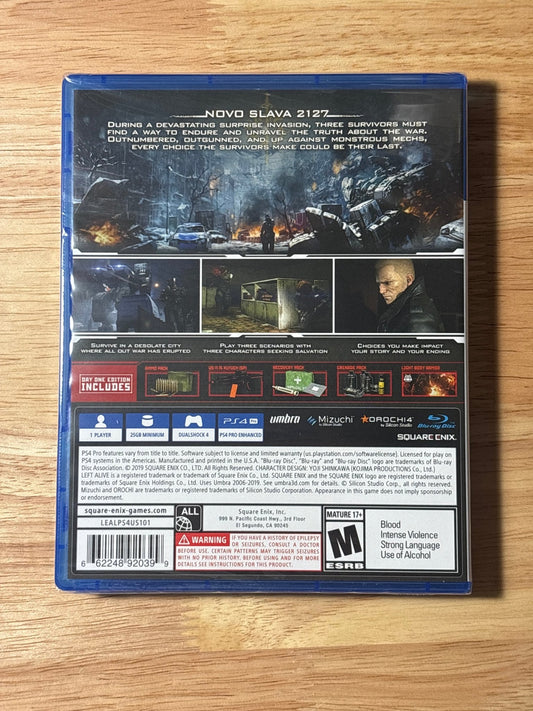 NOVO SLAVA 2127
DURING A DEVASTATING SURPRISE INVASION, THREE SURVIVORS MUST
FIND A WAY TO ENDURE AND UNRAVEL THE TRUTH ABOUT THE WAR.
OUTNUMBERED, OUTGUNNED, AND UP AGAINST MONSTROUS MECHS,
EVERY CHOICE THE SURVIVORS MAKE COULD BE THEIR LAST.
SURVIVE IN A DESOLATE CITY
WHERE ALL OUT WAR HAS ERUPTED
PLAY THREE SCENARIOS WITH
THREE CHARACTERS SEEKING SALVATION
CHOICES YOU MAKE IMPACT
YOUR STORY AND YOUR ENDING
DAY ONE EDITION
INCLUDES
AMMO PACK
RECOVERY PACK
GRENADE PACK
LIGHT BODY ARMOR
1 PLAYER
25GB MINIMUM
DUALSHOCK 4
PS4 PRO
PS4 PRO ENHANCED
umbra
Mizuchi
by Silicon Studio
OROCHI4
by Silicon Studio
Blu-ray Disc
SQUARE ENIX.
PS4 Pro features vary from title to title. Software subject to license and limited warranty (us.playstation.com/softwarelicense). Licensed for play on
PS4 systems in the Americas. Manufactured and printed in the U.S.A. "Blu-ray Disc", "Blu-ray" and "Blu-ray Disc" logo are trademarks of Blu-ray
Disc Association. © 2019 SQUARE ENIX CO., LTD. All Rights Reserved. CHARACTER DESIGN: YOJI SHINKAWA (KOJIMA PRODUCTIONS Co., Ltd.)
LEFT ALIVE is a registered trademark or trademark of Square Enix Co., Ltd. SQUARE ENIX and the SQUARE ENIX logo are registered trademarks
or trademarks of Square Enix Co., Ltd. Uses Umbra 2006-2019. See umbra3d.com for details. © Silicon Studio Corp., all rights reserved.
Mizuchi and OROCHI are trademarks or registered trademarks of Silicon Studio Corporation. Appearance in this game does not imply sponsorship
or endorsement.
square-enix-games.com
LEALPS4US101
6 62248 92039 9
ALL
Square Enix, Inc.
999 N. Pacific Coast Hwy., 3rd Floor
El Segundo, CA 90245
WARNING
IF YOU HAVE A HISTORY OF EPILEPSY
OR SEIZURES, CONSULT A DOCTOR
BEFORE USE. CERTAIN PATTERNS MAY TRIGGER SEIZURES
WITH NO PRIOR HISTORY. BEFORE USING AND FOR MORE
DETAILS SEE INSTRUCTIONS FOR THIS PRODUCT.
MATURE 17+
M
ESRB
Blood
Intense Violence
Strong Language
Use of Alcohol